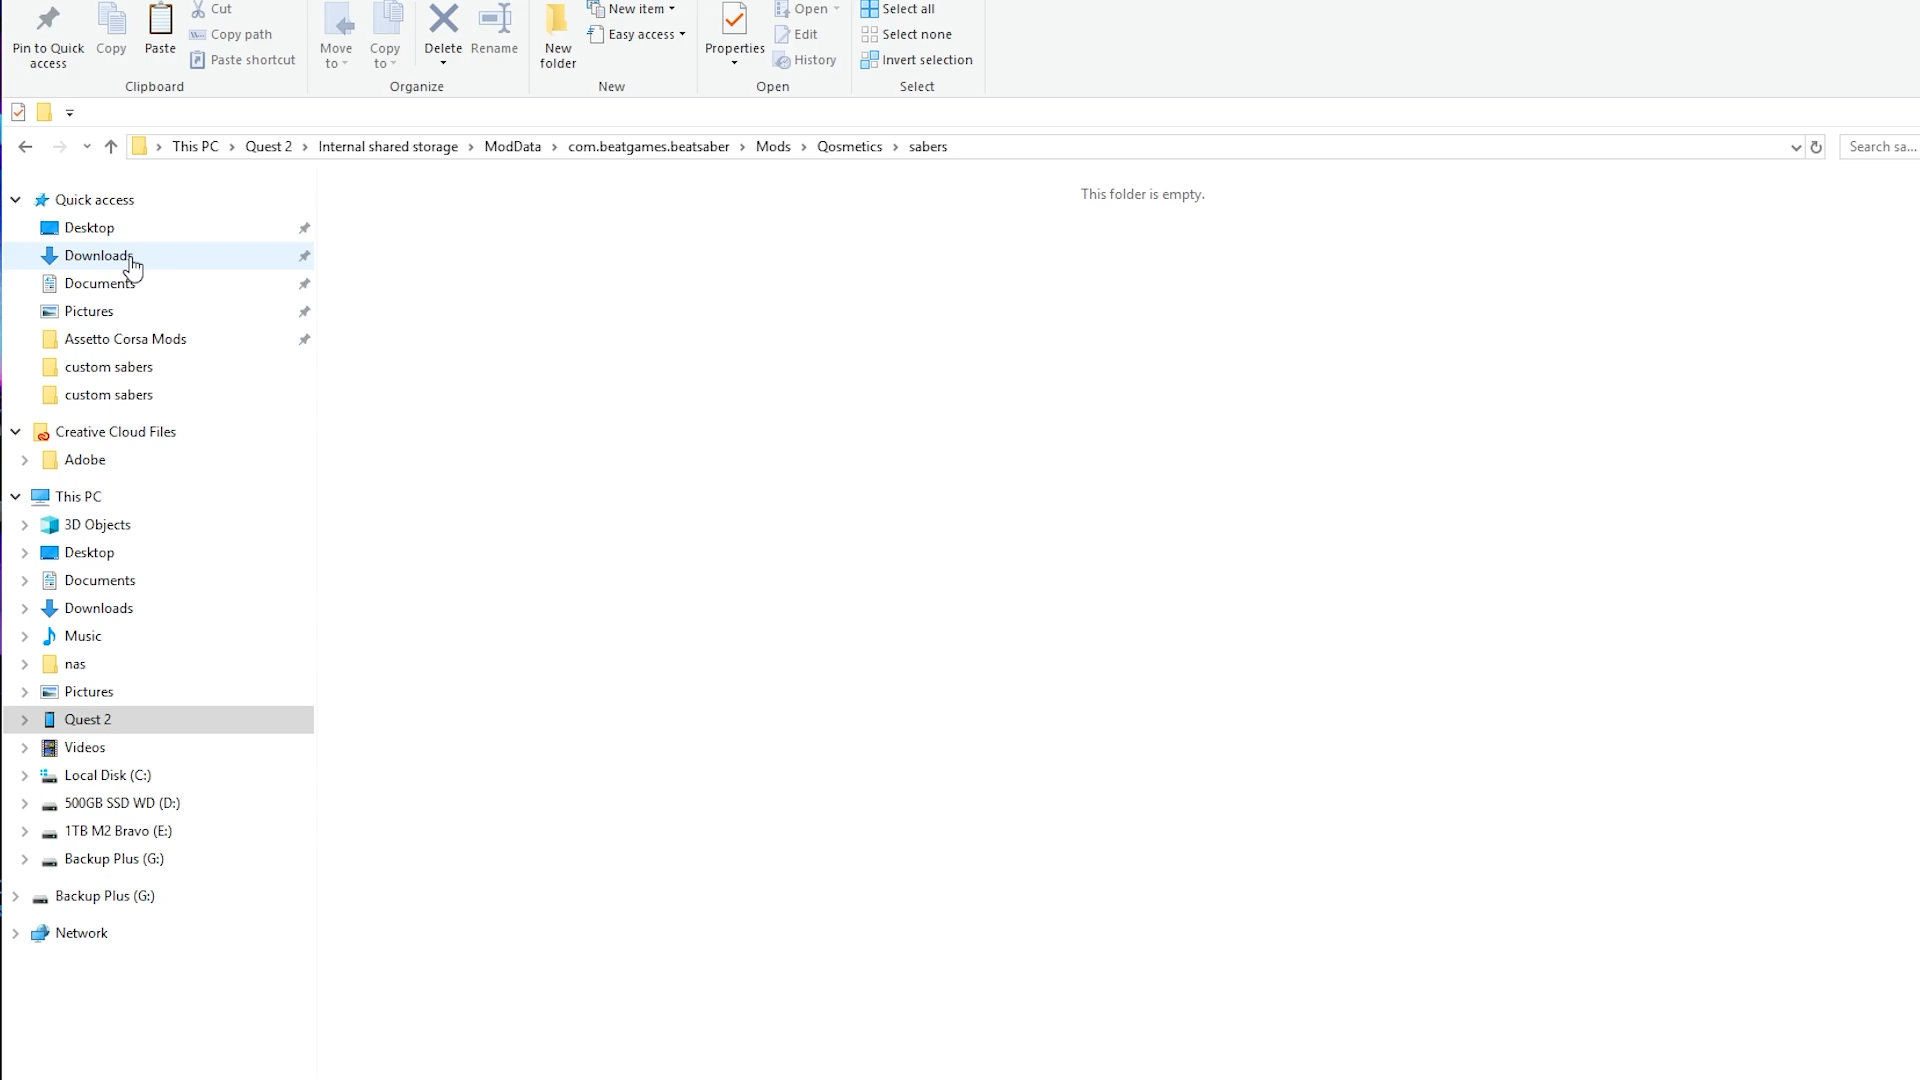 Pin to Quick access
Copy
Paste
Cut
Copy path
Paste shortcut
Clipboard
Move to
Copy to
Delete
Rename
Organize
New folder
New item
Easy access
New
Properties
Open
Edit
History
Open
Select all
Select none
Invert selection
Select
This PC > Quest 2 > Internal shared storage > ModData > com.beatgames.beatsaber > Mods > Qosmetics > sabers
Search sa...
This folder is empty.
Quick access
Desktop
Downloads
Documents
Pictures
Assetto Corsa Mods
custom sabers
custom sabers
Creative Cloud Files
Adobe
This PC
3D Objects
Desktop
Documents
Downloads
Music
nas
Pictures
Quest 2
Videos
Local Disk (C:)
500GB SSD WD (D:)
1TB M2 Bravo (E:)
Backup Plus (G:)
Backup Plus (G:)
Network